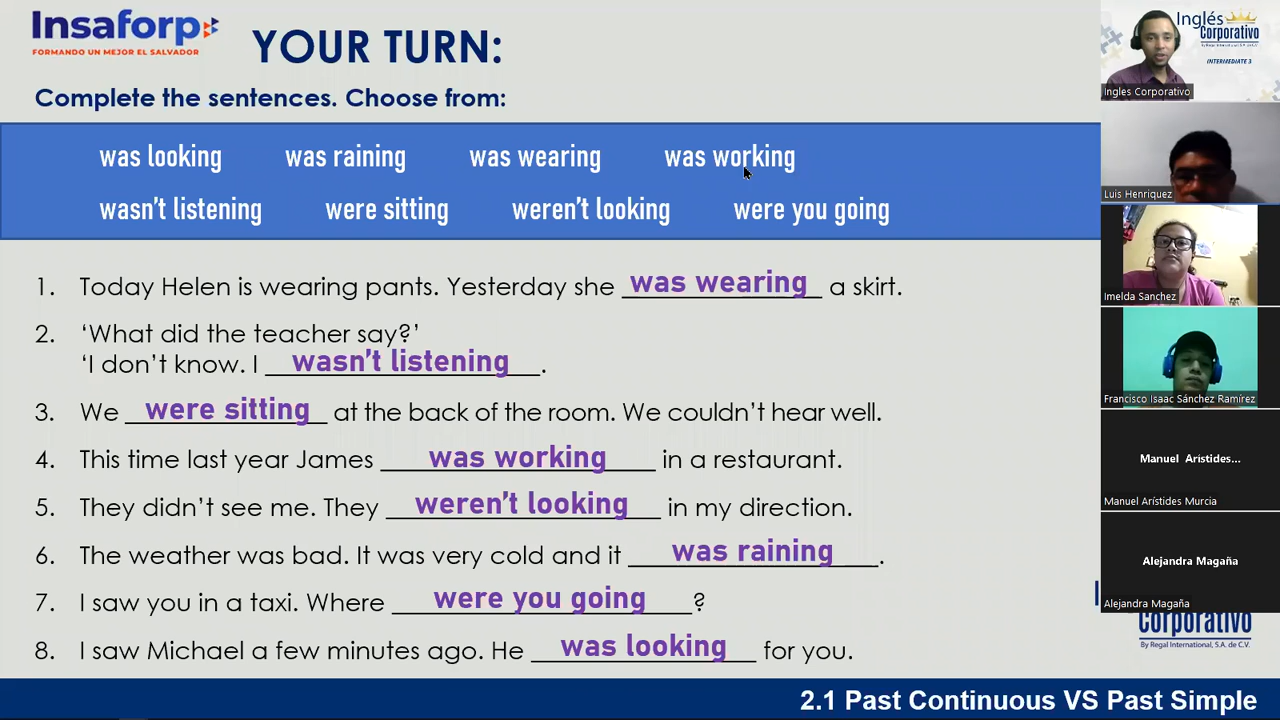 Insaforp
FORMANDO UN MEJOR EL SALVADOR
YOUR TURN:
Complete the sentences. Choose from:
was looking was raining was wearing was working
wasn't listening were sitting weren't looking were you going
1. Today Helen is wearing pants. Yesterday she was wearing a skirt.
2. ‘What did the teacher say?’
‘I don’t know. I wasn’t listening.
3. We were sitting at the back of the room. We couldn’t hear well.
4. This time last year James was working in a restaurant.
5. They didn’t see me. They weren’t looking in my direction.
6. The weather was bad. It was very cold and it was raining.
7. I saw you in a taxi. Where were you going?
8. I saw Michael a few minutes ago. He was looking for you.
2.1 Past Continuous VS Past Simple
Inglés
Corporativo
By Regal International, S.A. de C.V.
INTERMEDIATE 3
Ingles Corporativo
Luis Henriquez
Imelda Sanchez
Francisco Isaac Sánchez Ramírez
Manuel Arístides...
Manuel Arístides Murcia
Alejandra Magaña
Alejandra Magaña
Corporativo
By Regal International, S.A. de C.V.